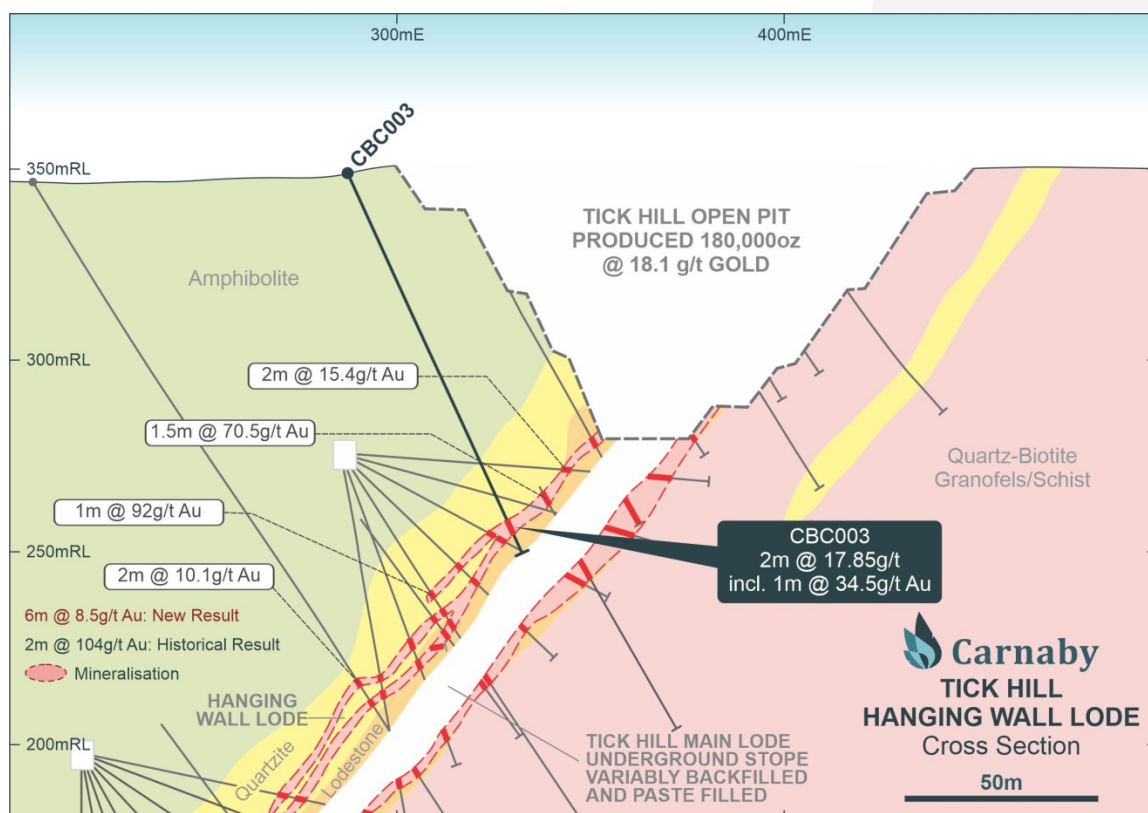 300mE
400mE
CBC003
350mRL
TICK HILL OPEN PIT
PRODUCED 180,000oz
@ 18.1 g/t GOLD
Amphibolite
300mRL
2m @ 15.4g/t Au
1.5m @ 70.5g/t Au
Quartz-Biotite
Granofels/Schist
1m @ 92g/t Au
250mRL
CBC003
2m @ 17.85g/t
incl. 1m @ 34.5g/t Au
2m @ 10.1g/t Au
6m @ 8.5g/t Au: New Result
2m @ 104g/t Au: Historical Result
Mineralisation
HANGING
WALL LODE
200mRL
Quartzite
Lodestone
TICK HILL MAIN LODE
UNDERGROUND STOPE
VARIABLY BACKFILLED
AND PASTE FILLED
Carnaby
TICK HILL
HANGING WALL LODE
Cross Section
50m